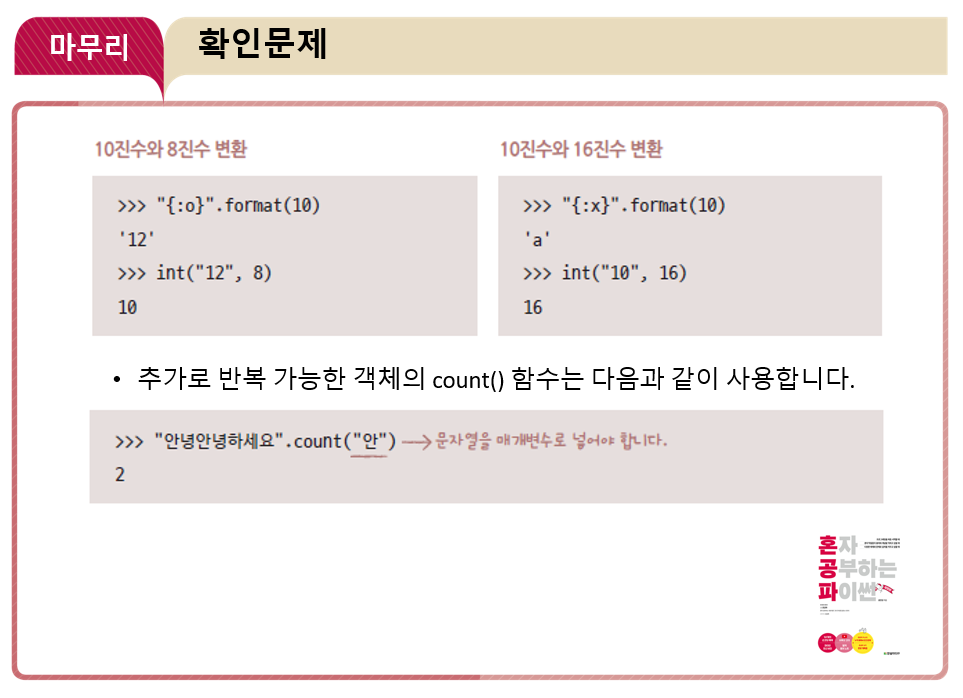 마무리
확인문제
10진수와 8진수 변환
>>> "{:o}".format(10)
'12'
>>> int("12", 8)
10
10진수와 16진수 변환
>>> "{:x}".format(10)
'a'
>>> int("10", 16)
16
• 추가로 반복 가능한 객체의 count() 함수는 다음과 같이 사용합니다.
>>> "안녕안녕하세요".count("안") → 문자열을 매개변수로 넣어야 합니다.
2
혼자
공부하는
파이썬